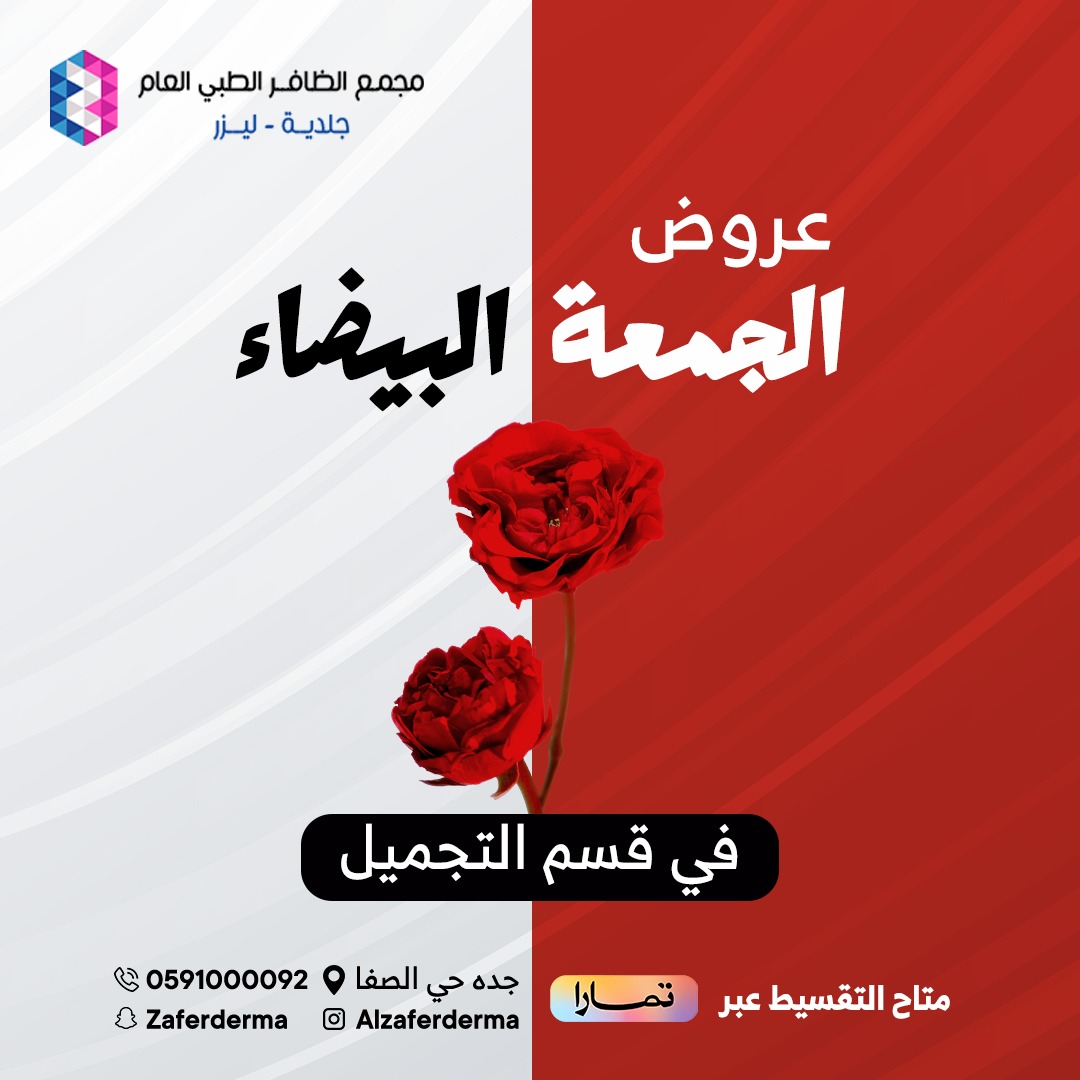 مجمع الظافر الطبي العام
جلدية - ليزر
عروض
الجمعة البيضاء
في قسم التجميل
متاح التقسيط عبر تمارا
جده حي الصفا 0591000092
Alzaferderma Zaferderma